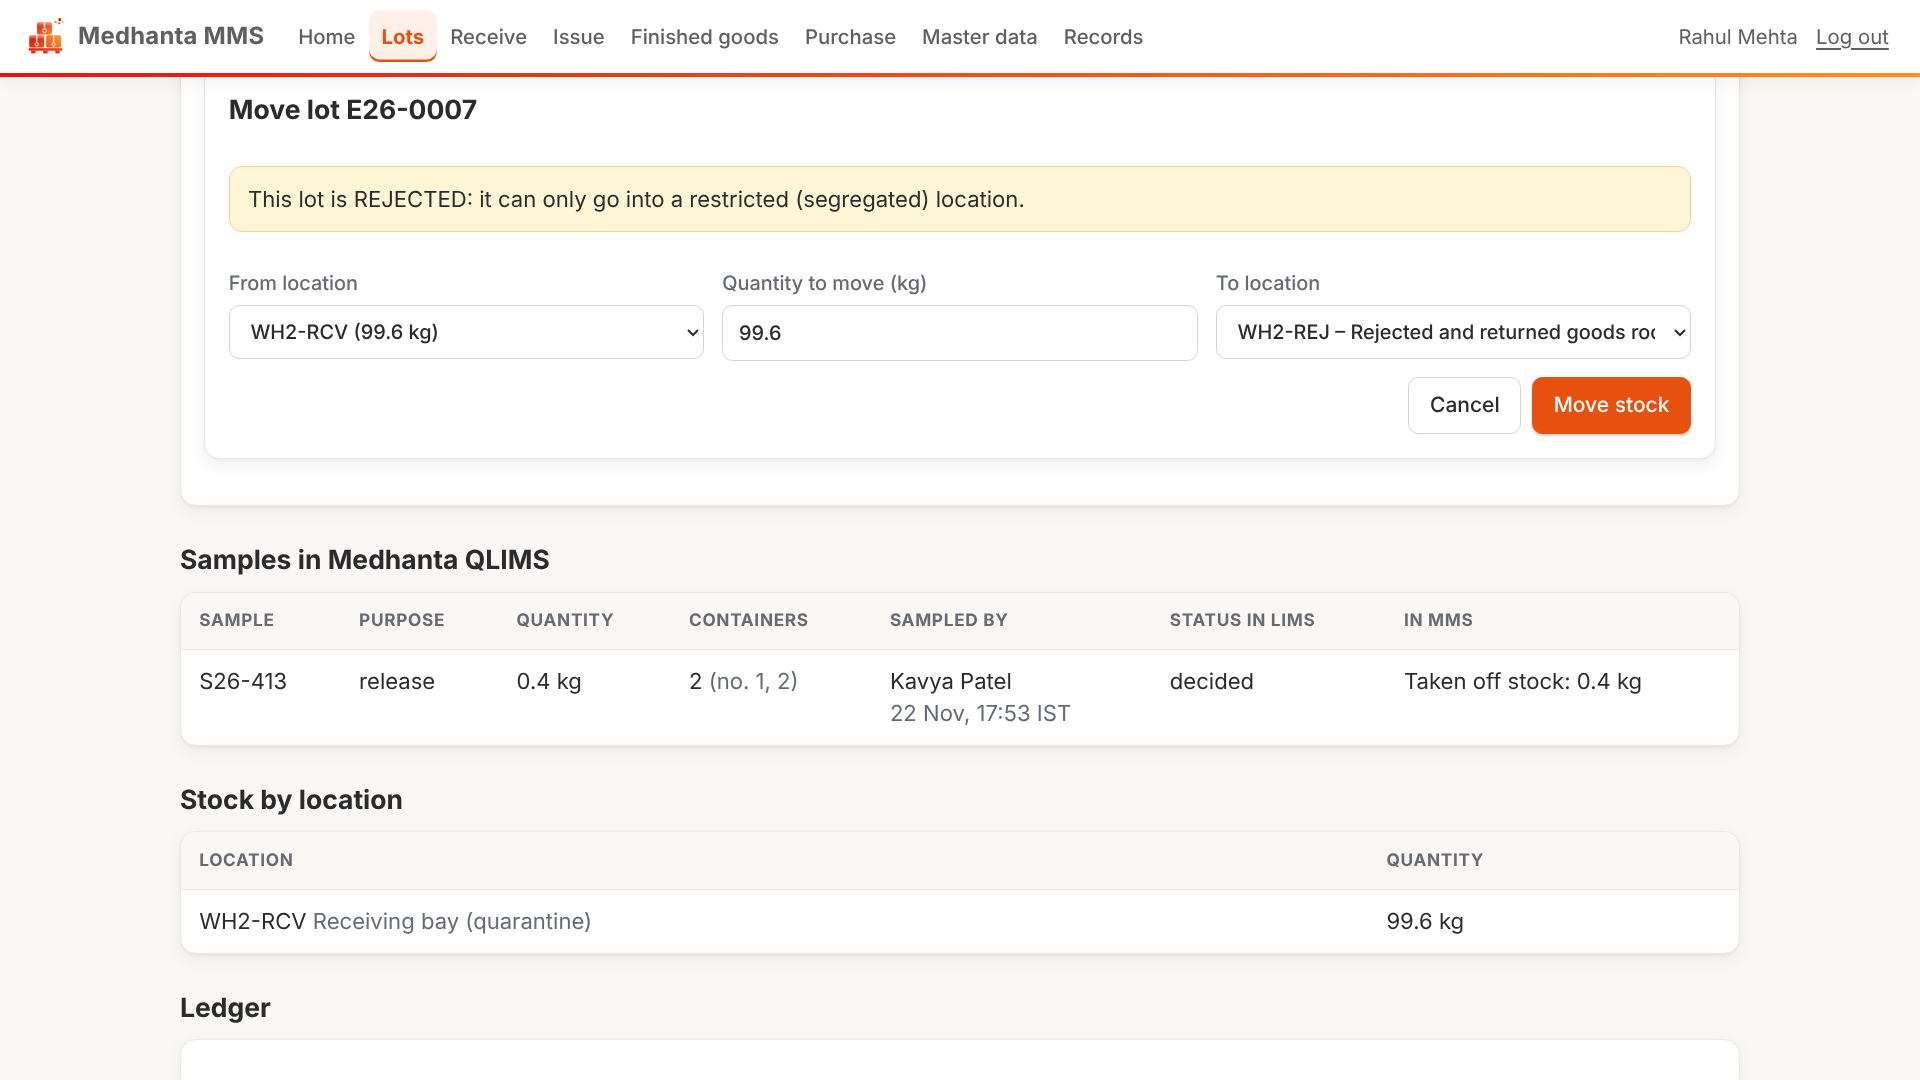 Medhanta MMS Home Lots Receive Issue Finished goods Purchase Master data Records Rahul Mehta Log out
Move lot E26-0007
This lot is REJECTED: it can only go into a restricted (segregated) location.
From location Quantity to move (kg) To location
WH2-RCV (99.6 kg) 99.6 WH2-REJ – Rejected and returned goods
Cancel Move stock
Samples in Medhanta QLIMS
SAMPLE PURPOSE QUANTITY CONTAINERS SAMPLED BY STATUS IN LIMS IN MMS
S26-413 release 0.4 kg 2 (no. 1, 2) Kavya Patel decided Taken off stock: 0.4 kg
22 Nov, 17:53 IST
Stock by location
LOCATION QUANTITY
WH2-RCV Receiving bay (quarantine) 99.6 kg
Ledger